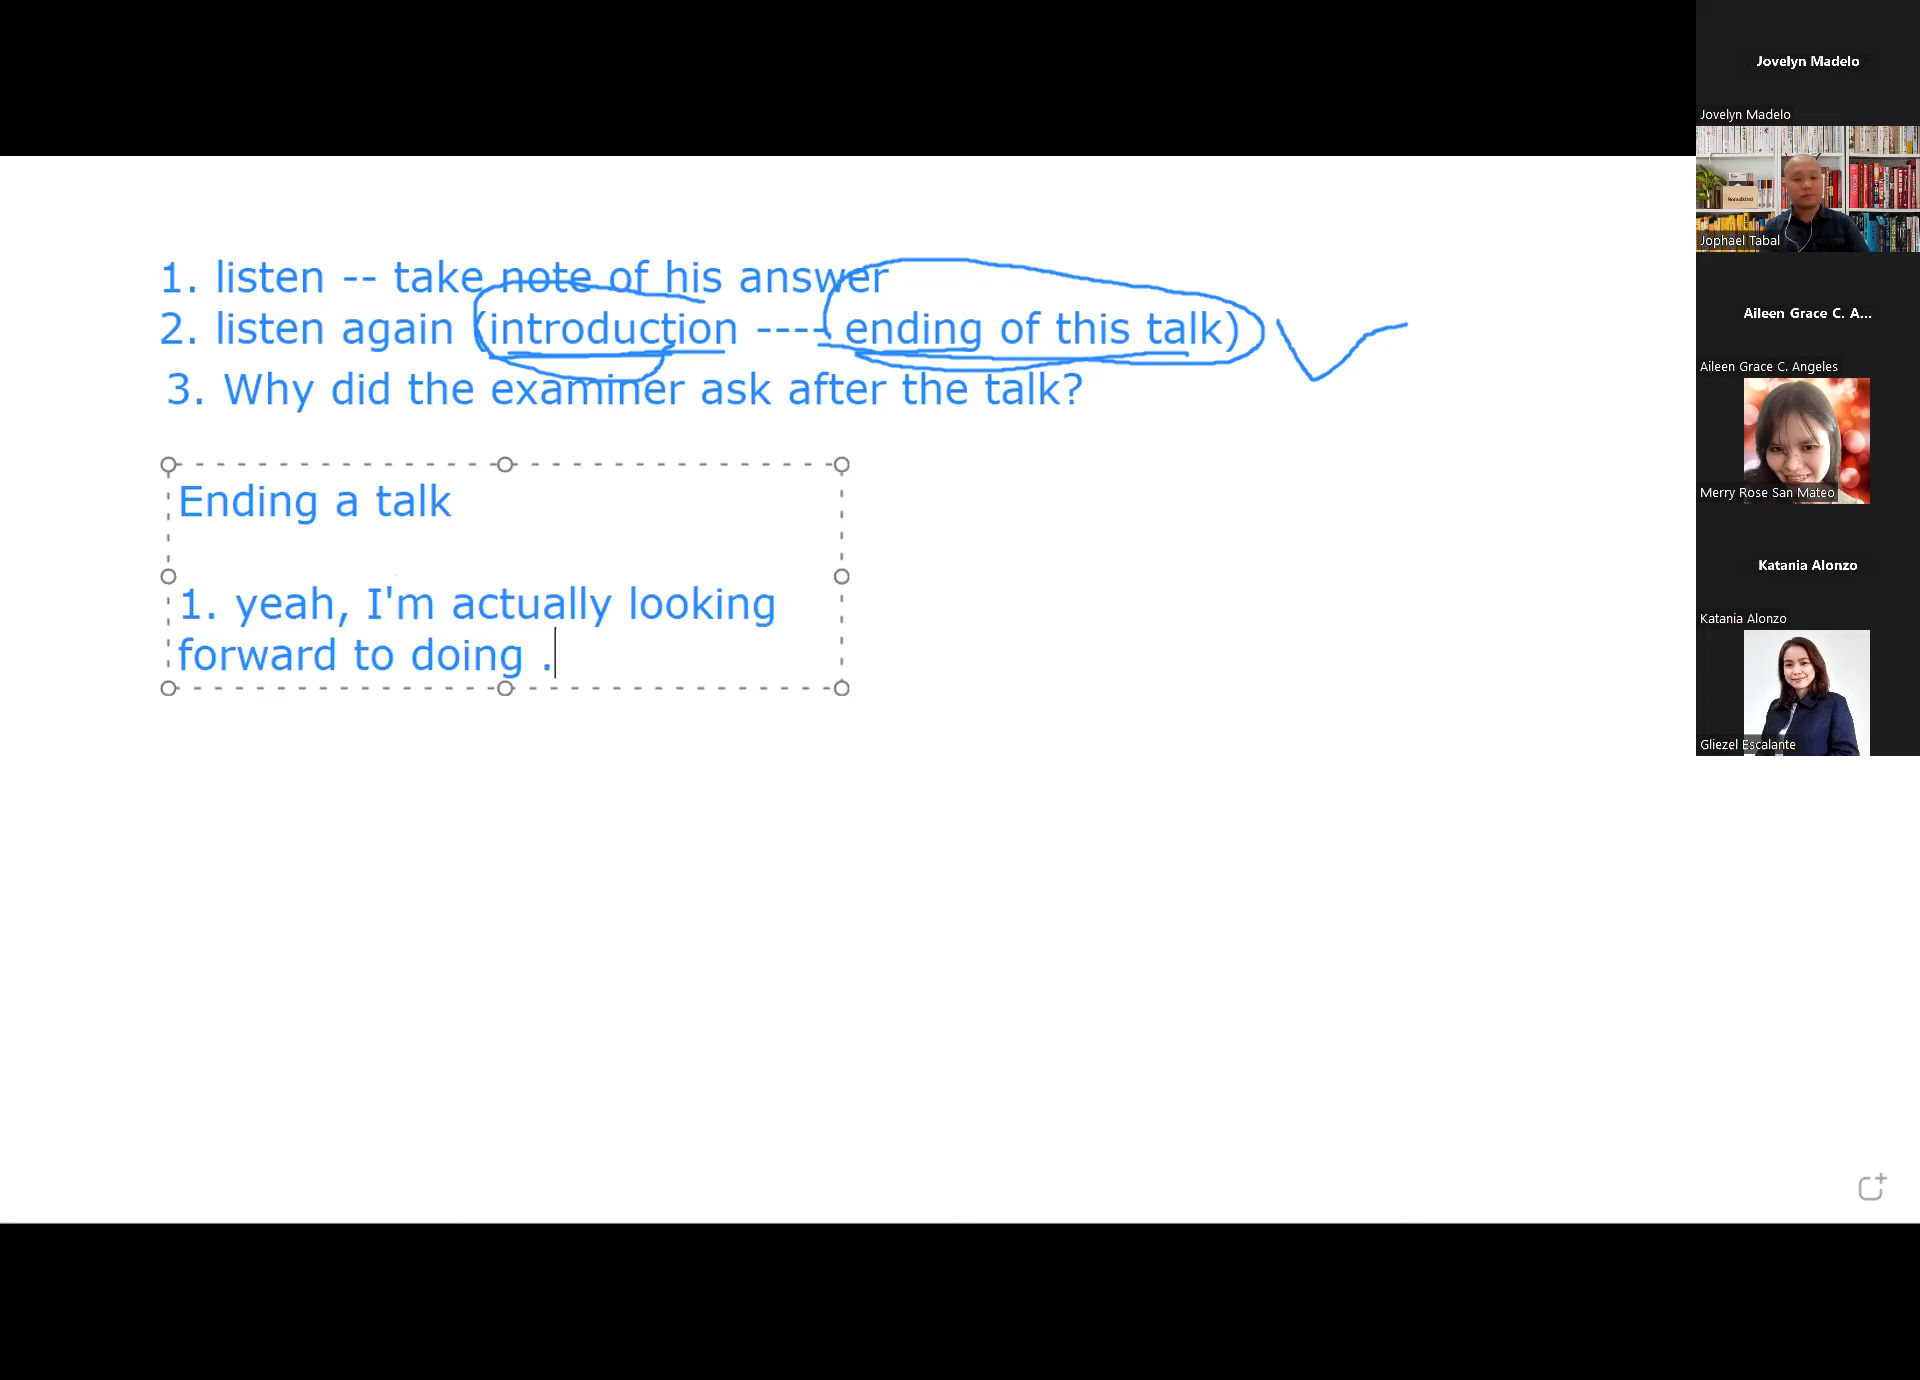 Jovelyn Madelo
Jovelyn Madelo
Jophael Tabal
Aileen Grace C. A...
Aileen Grace C. Angeles
Merry Rose San Mateo
Katania Alonzo
Katania Alonzo
Gliezel Escalante
1. listen -- take note of his answer
2. listen again (introduction ---- ending of this talk)
3. Why did the examiner ask after the talk?
Ending a talk
1. yeah, I'm actually looking
forward to doing .